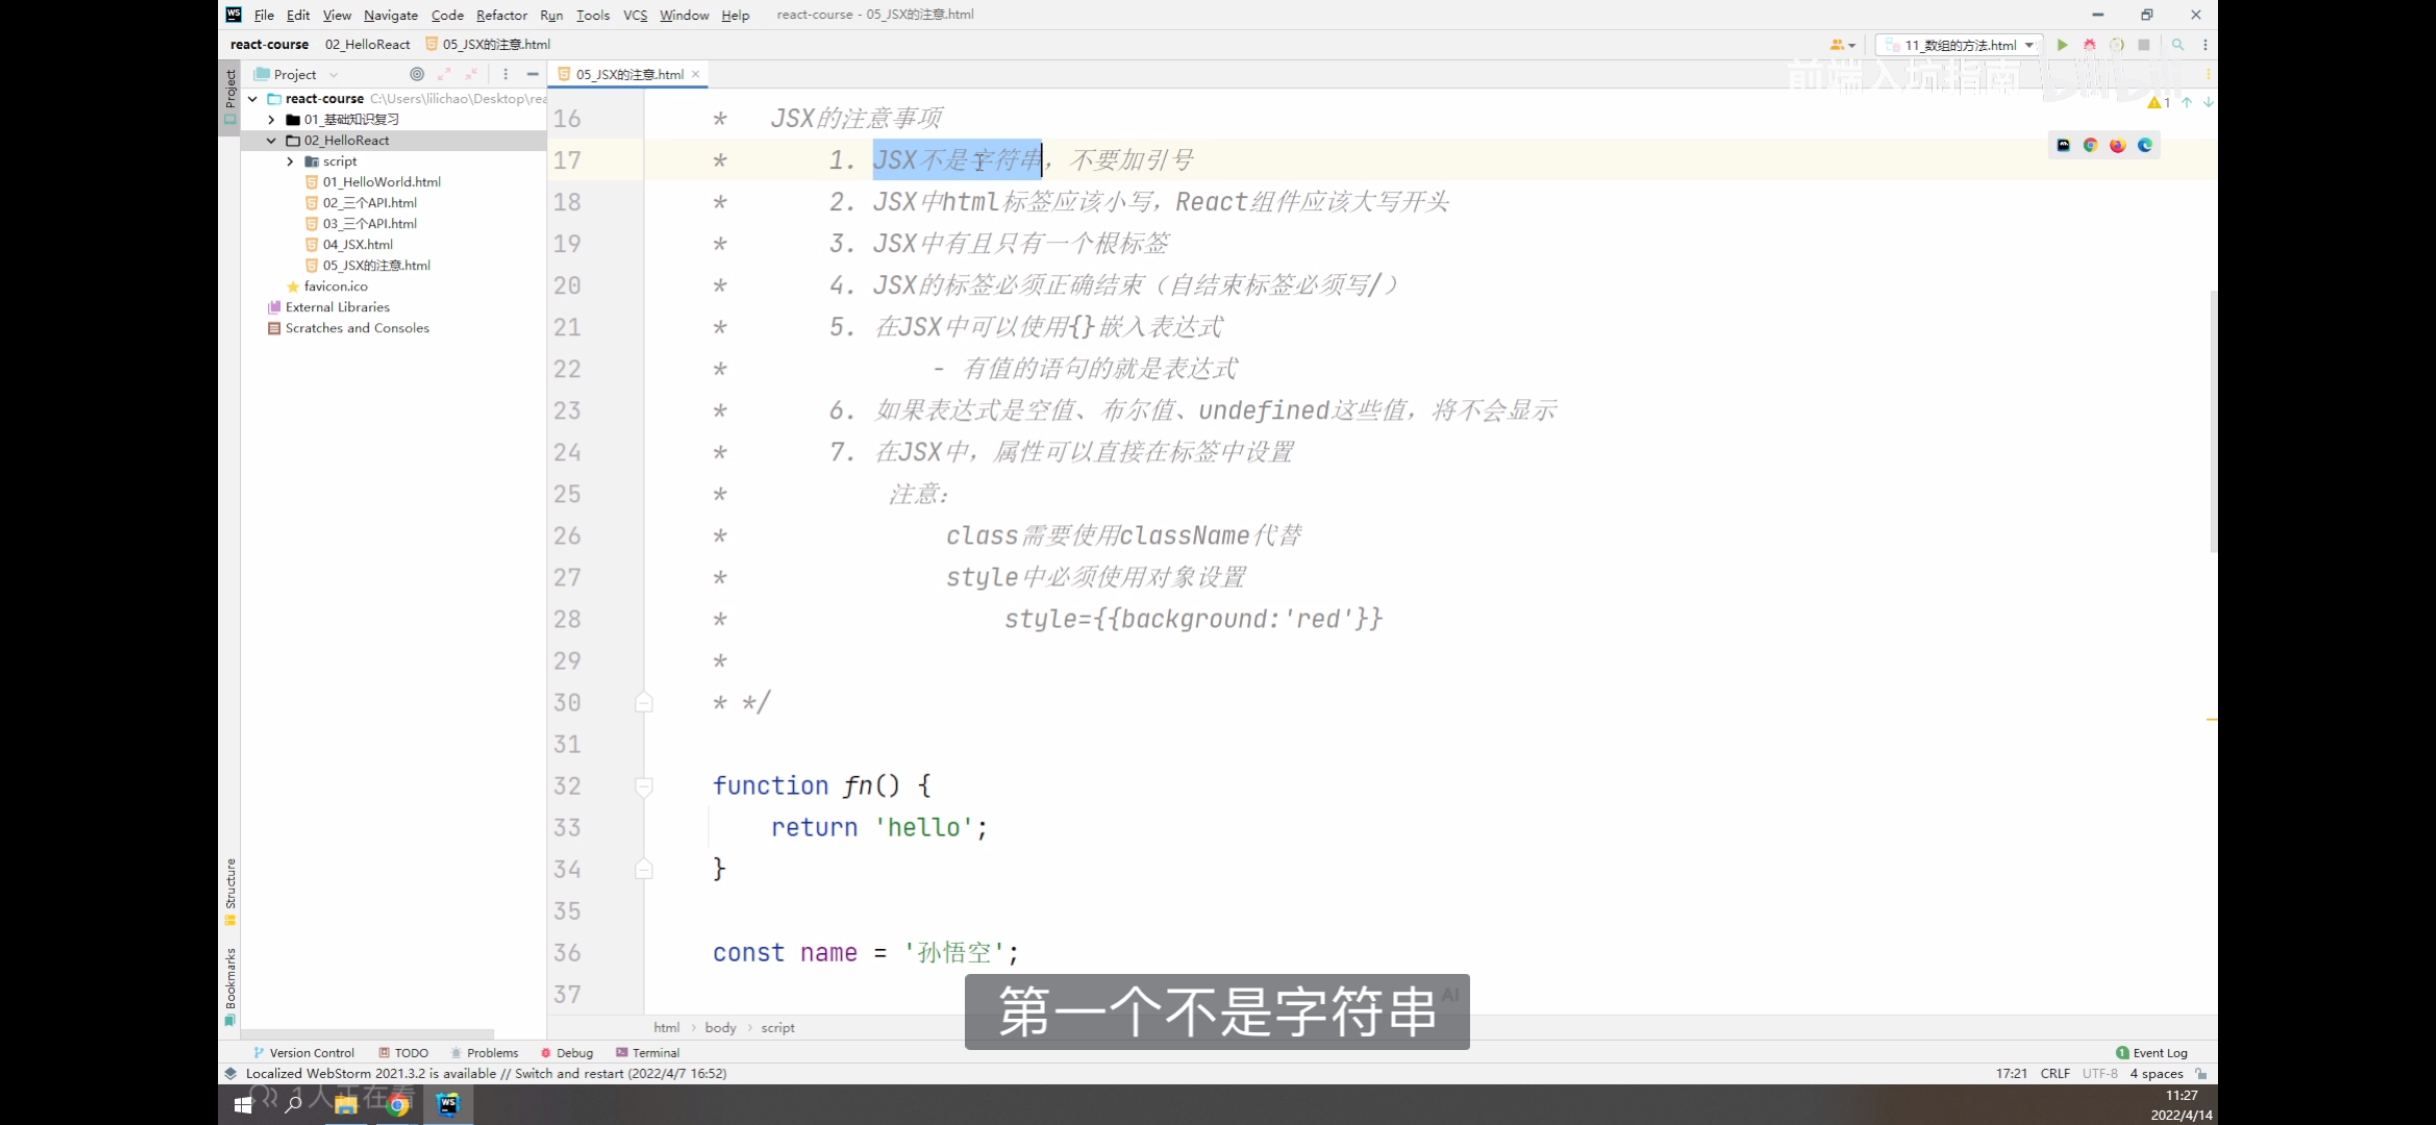 File Edit View Navigate Code Refactor Run Tools VCS Window Help react-course - 05_JSX的注意.html
react-course 02_HelloReact 05_JSX的注意.html
11_数组的方法.html
前端入坑指南 bilibili
Project
Project
05_JSX的注意.html
1
react-course C:\Users\lilichao\Desktop\rea
01_基础知识复习
02_HelloReact
script
01_HelloWorld.html
02_三个API.html
03_三个API.html
04_JSX.html
05_JSX的注意.html
favicon.ico
External Libraries
Scratches and Consoles
16 * JSX的注意事项
17 * 1. JSX不是字符串，不要加引号
18 * 2. JSX中html标签应该小写，React组件应该大写开头
19 * 3. JSX中有且只有一个根标签
20 * 4. JSX的标签必须正确结束（自结束标签必须写/）
21 * 5. 在JSX中可以使用{}嵌入表达式
22 * - 有值的语句的就是表达式
23 * 6. 如果表达式是空值、布尔值、undefined这些值，将不会显示
24 * 7. 在JSX中，属性可以直接在标签中设置
25 * 注意：
26 * class需要使用className代替
27 * style中必须使用对象设置
28 * style={{background:'red'}}
29 *
30 * */
31
32 function fn() {
33 return 'hello';
34 }
35
36 const name = '孙悟空';
37
Structure
Bookmarks
第一个不是字符串 AI
html › body › script
Version Control TODO Problems Debug Terminal
1 Event Log
Localized WebStorm 2021.3.2 is available // Switch and restart (2022/4/7 16:52)
17:21 CRLF UTF-8 4 spaces
1人正在看
11:27
2022/4/14